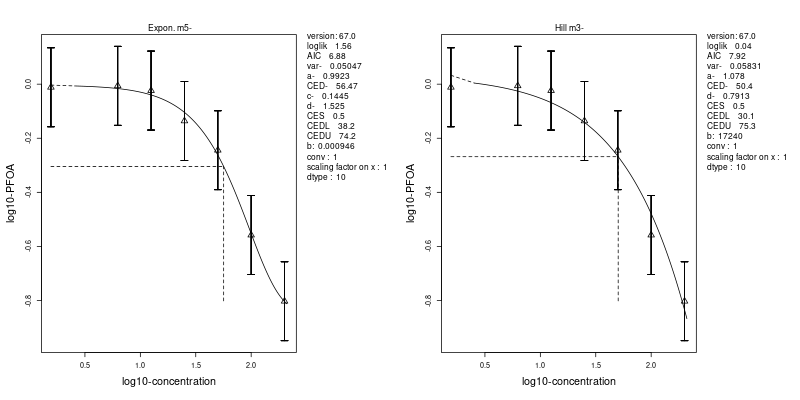 Expon. m5-
version: 67.0
loglik 1.56
AIC 6.88
var- 0.05047
a- 0.9923
CED- 56.47
c- 0.1445
d- 1.525
CES 0.5
CEDL 38.2
CEDU 74.2
b: 0.000946
conv : 1
scaling factor on x : 1
dtype : 10
log10-PFOA
0.0
-0.2
-0.4
-0.6
-0.8
0.5
1.0
1.5
2.0
log10-concentration
Hill m3-
version: 67.0
loglik 0.04
AIC 7.92
var- 0.05831
a- 1.078
CED- 50.4
d- 0.7913
CES 0.5
CEDL 30.1
CEDU 75.3
b: 17240
conv : 1
scaling factor on x : 1
dtype : 10
log10-PFOA
0.0
-0.2
-0.4
-0.6
-0.8
0.5
1.0
1.5
2.0
log10-concentration